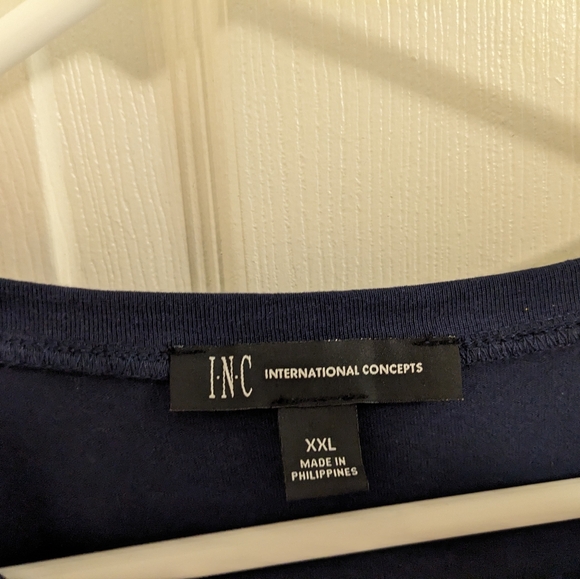 I·N·C INTERNATIONAL CONCEPTS
XXL
MADE IN
PHILIPPINES